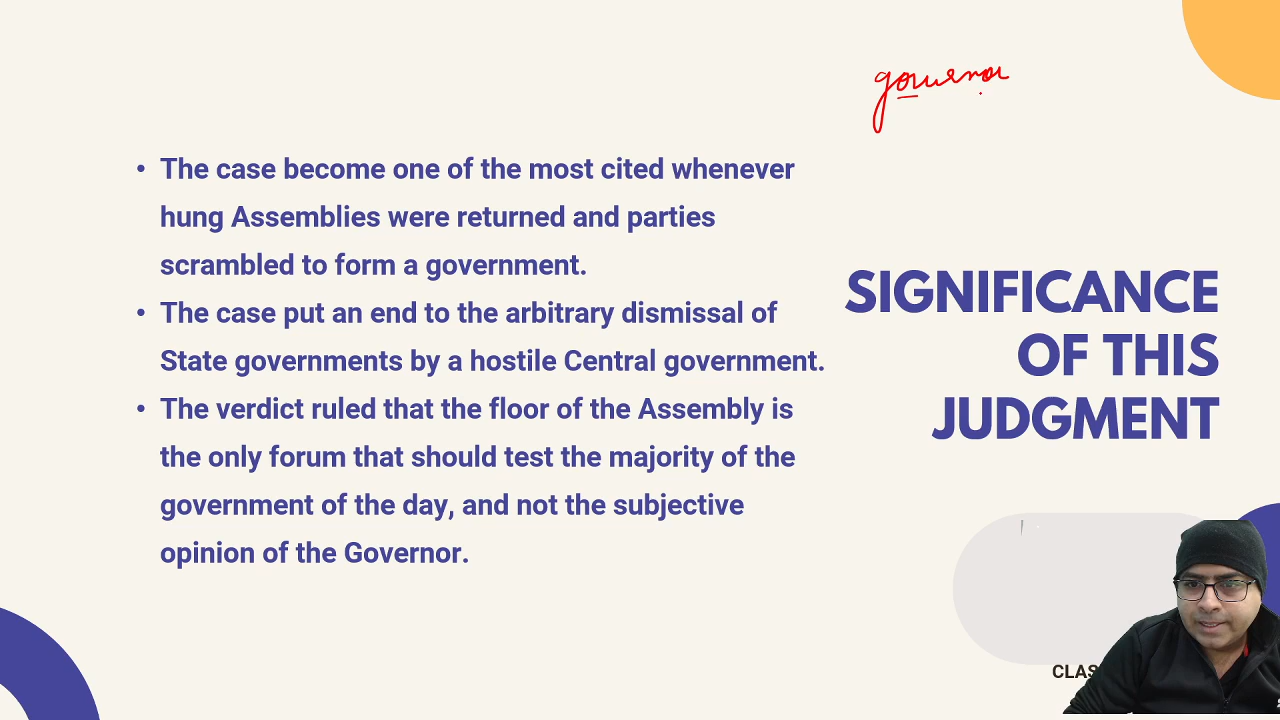 governor
The case become one of the most cited whenever
hung Assemblies were returned and parties
scrambled to form a government.
The case put an end to the arbitrary dismissal of
State governments by a hostile Central government.
The verdict ruled that the floor of the Assembly is
the only forum that should test the majority of the
government of the day, and not the subjective
opinion of the Governor.
SIGNIFICANCE
OF THIS
JUDGMENT